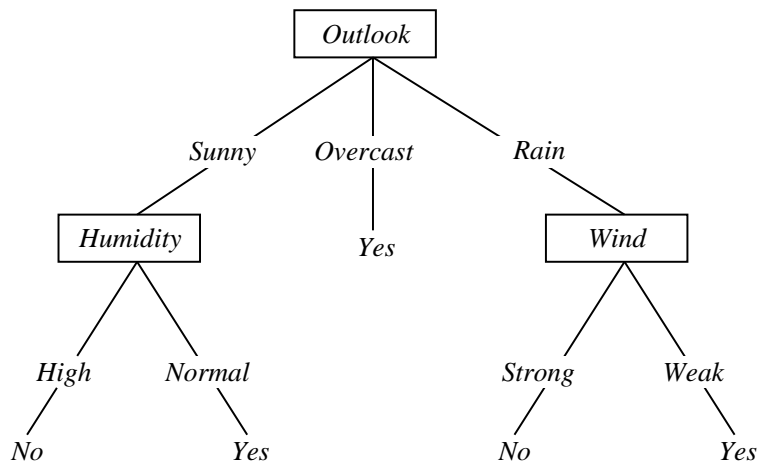 Outlook
Sunny Overcast Rain
Humidity Yes Wind
High Normal Strong Weak
No Yes No Yes